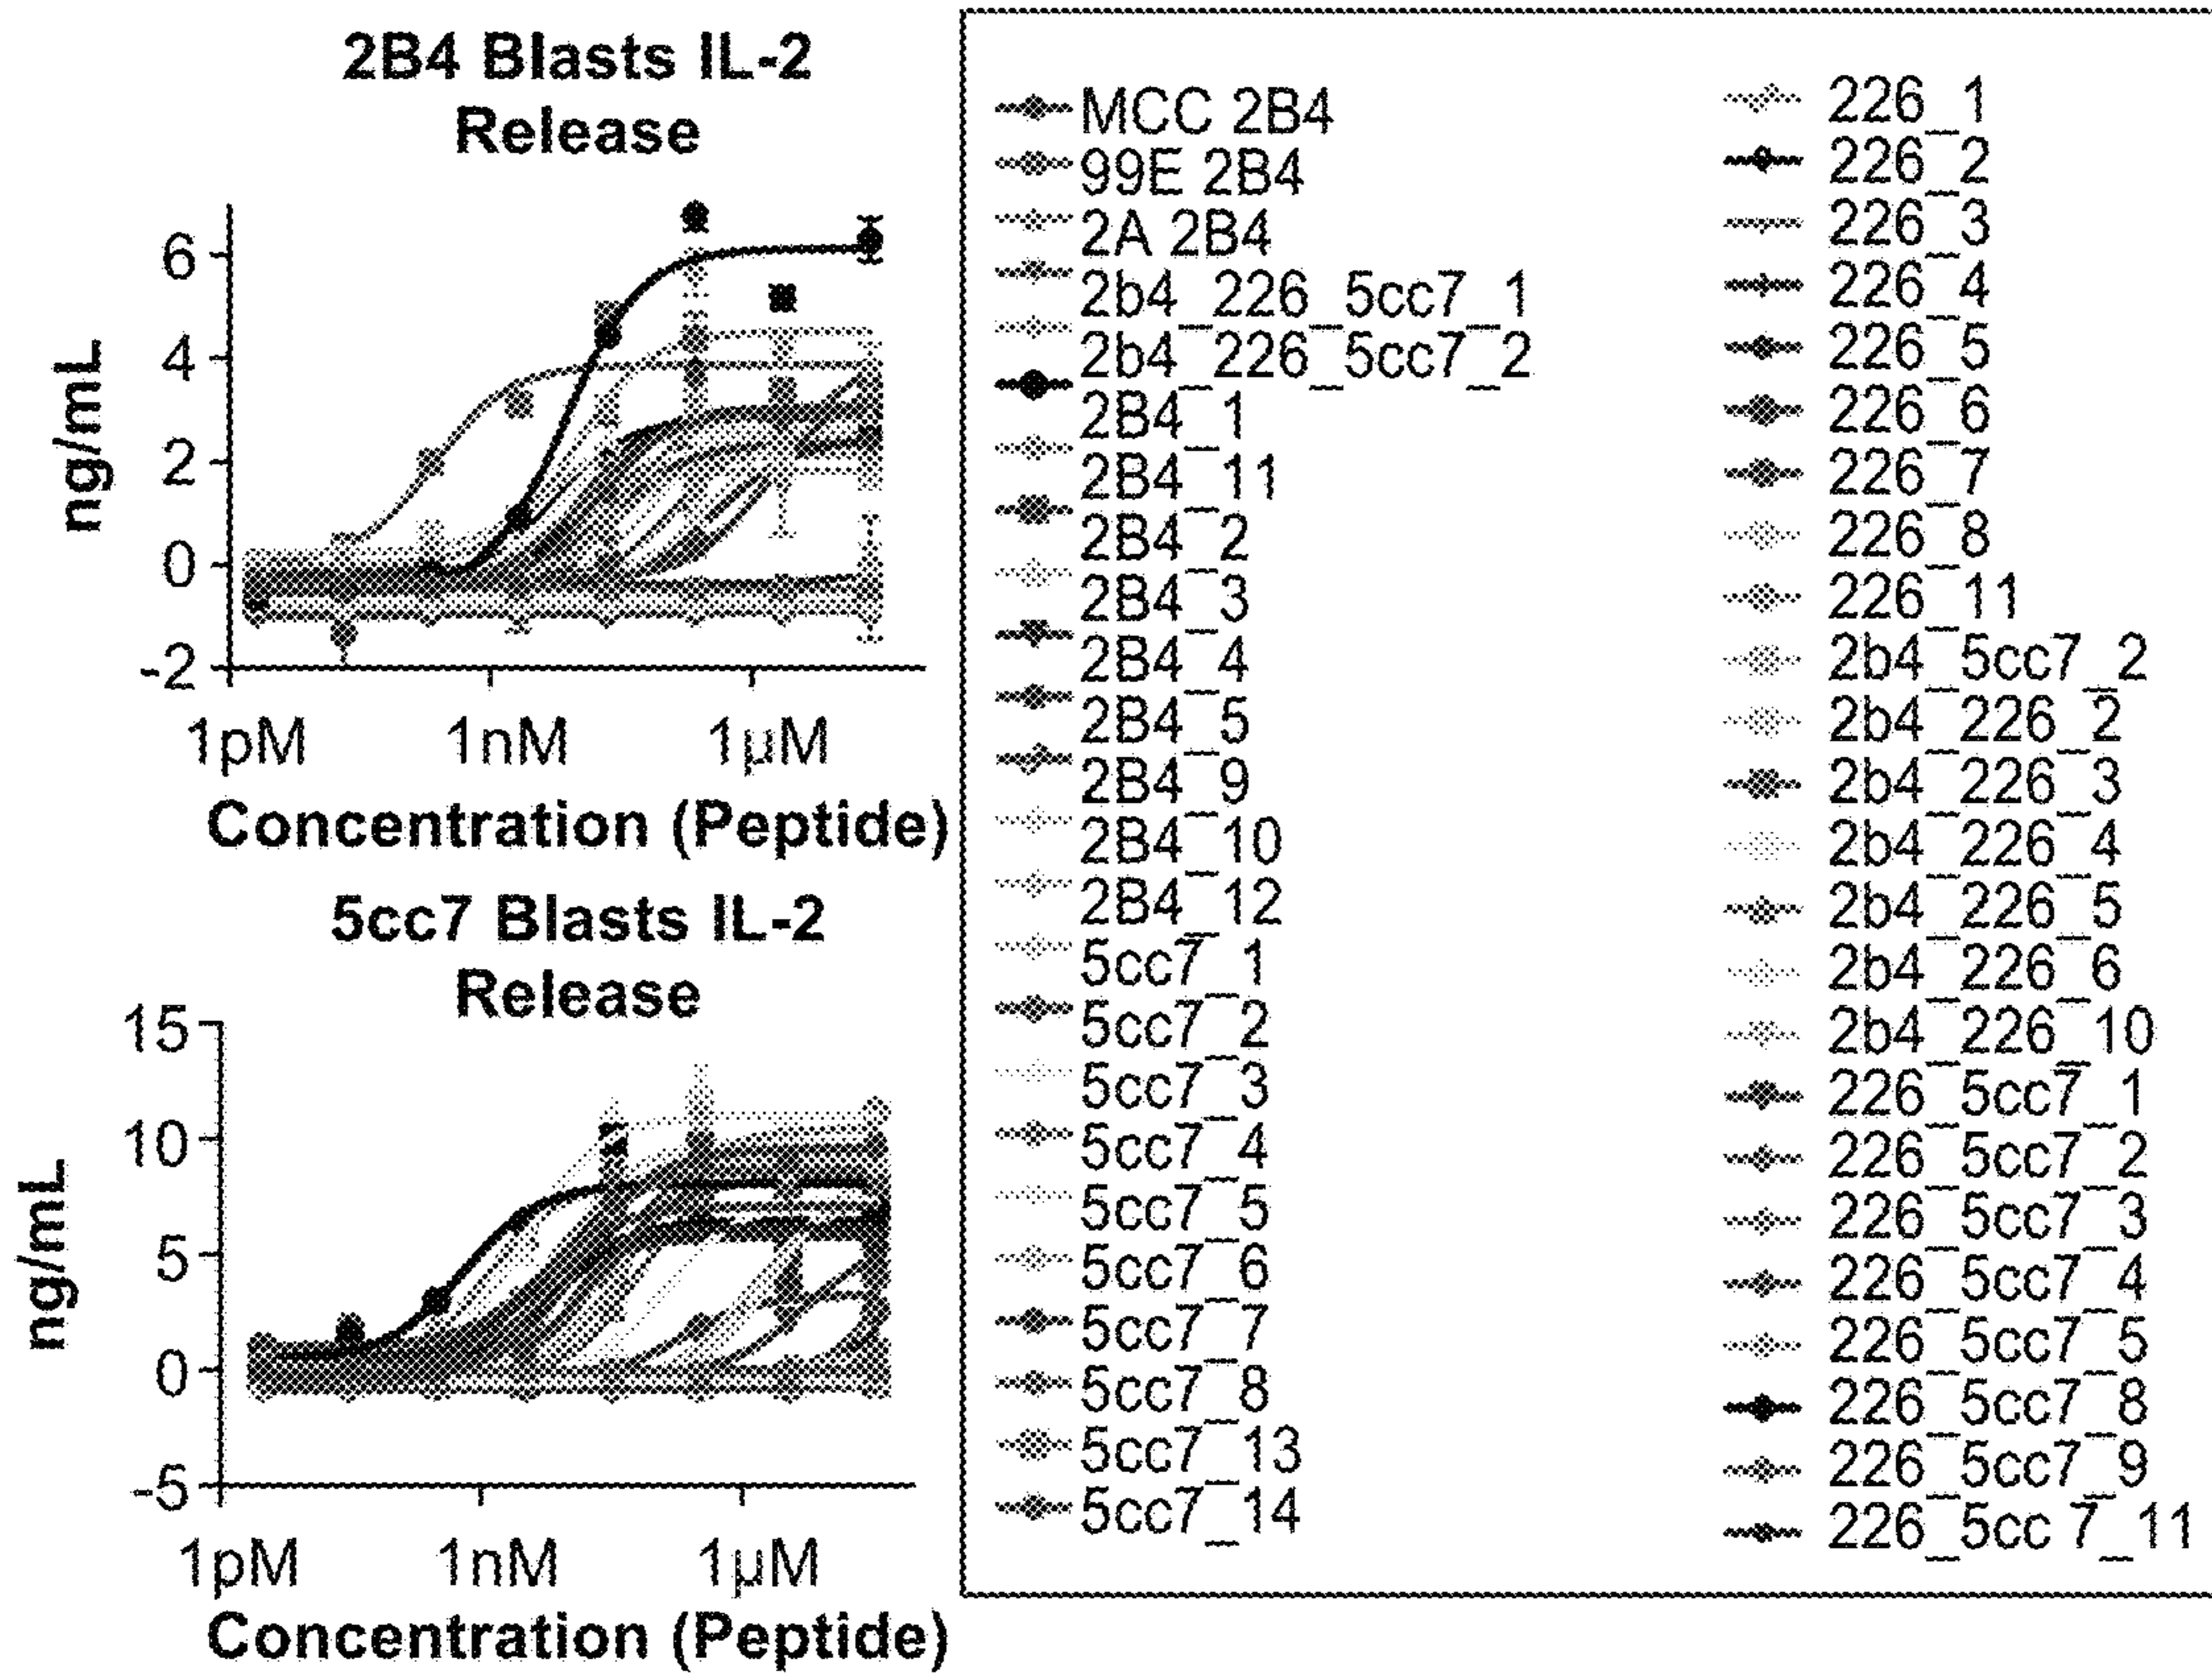 2B4 Blasts IL-2
Release
6
4
2
0
-2
ng/mL
1pM 1nM 1µM
Concentration (Peptide)
5cc7 Blasts IL-2
Release
15
10
5
0
-5
ng/mL
1pM 1nM 1µM
Concentration (Peptide)
MCC 2B4
99E 2B4
2A 2B4
2b4_226_5cc7_1
2b4_226_5cc7_2
2B4_1
2B4_11
2B4_2
2B4_3
2B4_4
2B4_5
2B4_9
2B4_10
2B4_12
5cc7_1
5cc7_2
5cc7_3
5cc7_4
5cc7_5
5cc7_6
5cc7_7
5cc7_8
5cc7_13
5cc7_14
226_1
226_2
226_3
226_4
226_5
226_6
226_7
226_8
226_11
2b4_5cc7_2
2b4_226_2
2b4_226_3
2b4_226_4
2b4_226_5
2b4_226_6
2b4_226_10
226_5cc7_1
226_5cc7_2
226_5cc7_3
226_5cc7_4
226_5cc7_5
226_5cc7_8
226_5cc7_9
226_5cc 7_11